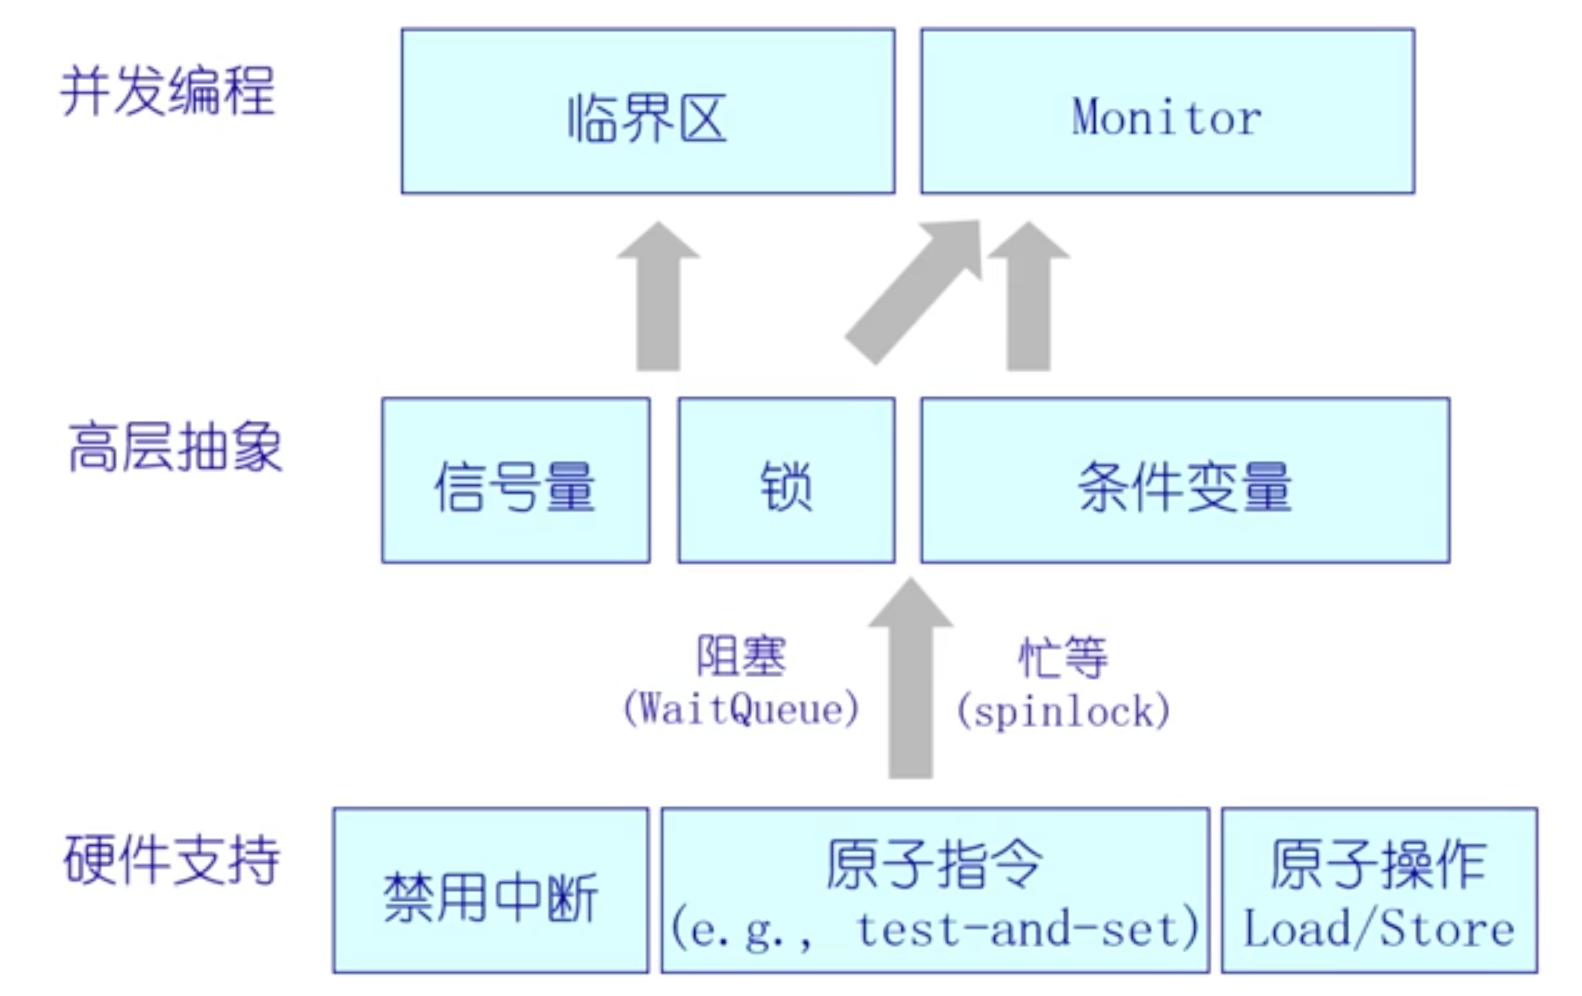 并发编程
临界区
Monitor
高层抽象
信号量
锁
条件变量
阻塞
(WaitQueue)
忙等
(spinlock)
硬件支持
禁用中断
原子指令
(e.g., test-and-set)
原子操作
Load/Store